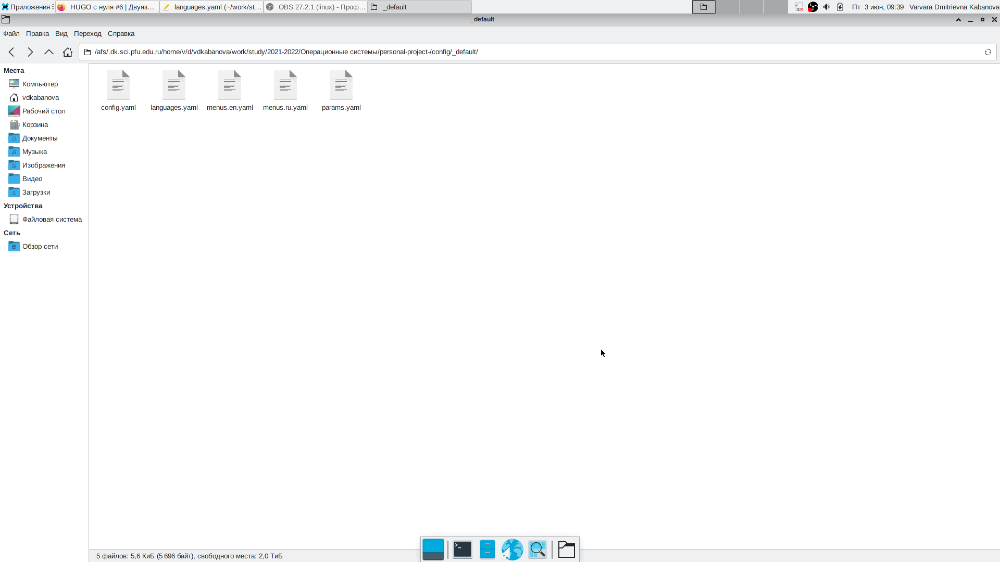 Приложения
HUGO с нуля #6 | Двуяз...
languages.yaml (~/work/st...
OBS 27.2.1 (linux) - Проф...
_default
Пт 3 июн, 09:39
Varvara Dmitrievna Kabanova
_default
Файл Правка Вид Переход Справка
/afs/.dk.sci.pfu.edu.ru/home/v/d/vdkabanova/work/study/2021-2022/Операционные системы/personal-project-/config/_default/
Места
Компьютер
vdkabanova
Рабочий стол
Корзина
Документы
Музыка
Изображения
Видео
Загрузки
Устройства
Файловая система
Сеть
Обзор сети
config.yaml
languages.yaml
menus.en.yaml
menus.ru.yaml
params.yaml
5 файлов: 5,6 КиБ (5 696 байт), свободного места: 2,0 ТиБ